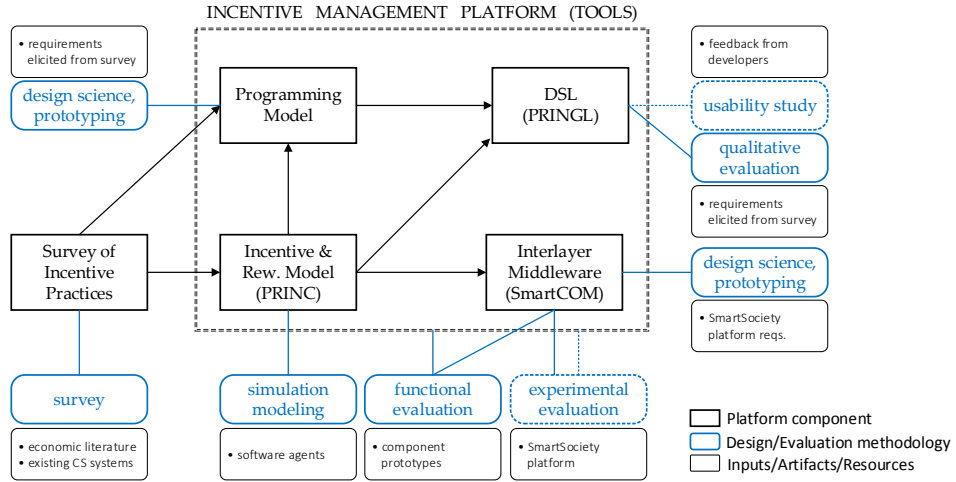 INCENTIVE MANAGEMENT PLATFORM (TOOLS)
• requirements
elicited from survey
design science,
prototyping
Programming
Model
DSL
(PRINGL)
• feedback from
developers
usability study
qualitative
evaluation
• requirements
elicited from survey
Survey of
Incentive
Practices
Incentive &
Rew. Model
(PRINC)
Interlayer
Middleware
(SmartCOM)
design science,
prototyping
• SmartSociety
platform reqs.
survey
• economic literature
• existing CS systems
simulation
modeling
• software agents
functional
evaluation
• component
prototypes
experimental
evaluation
• SmartSociety
platform
Platform component
Design/Evaluation methodology
Inputs/Artifacts/Resources